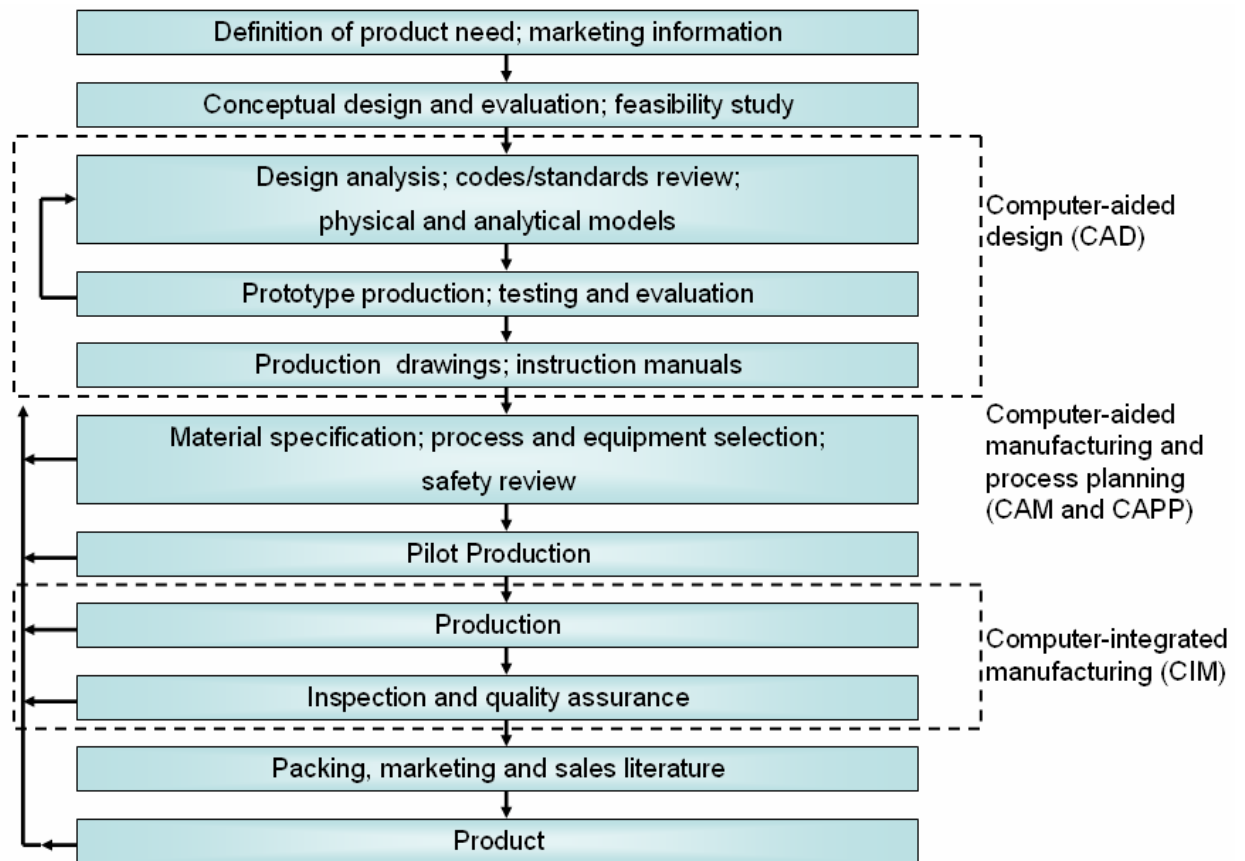 Definition of product need; marketing information
Conceptual design and evaluation; feasibility study
Design analysis; codes/standards review;
physical and analytical models
Computer-aided
design (CAD)
Prototype production; testing and evaluation
Production drawings; instruction manuals
Material specification; process and equipment selection;
safety review
Computer-aided
manufacturing and
process planning
(CAM and CAPP)
Pilot Production
Production
Inspection and quality assurance
Computer-integrated
manufacturing (CIM)
Packing, marketing and sales literature
Product